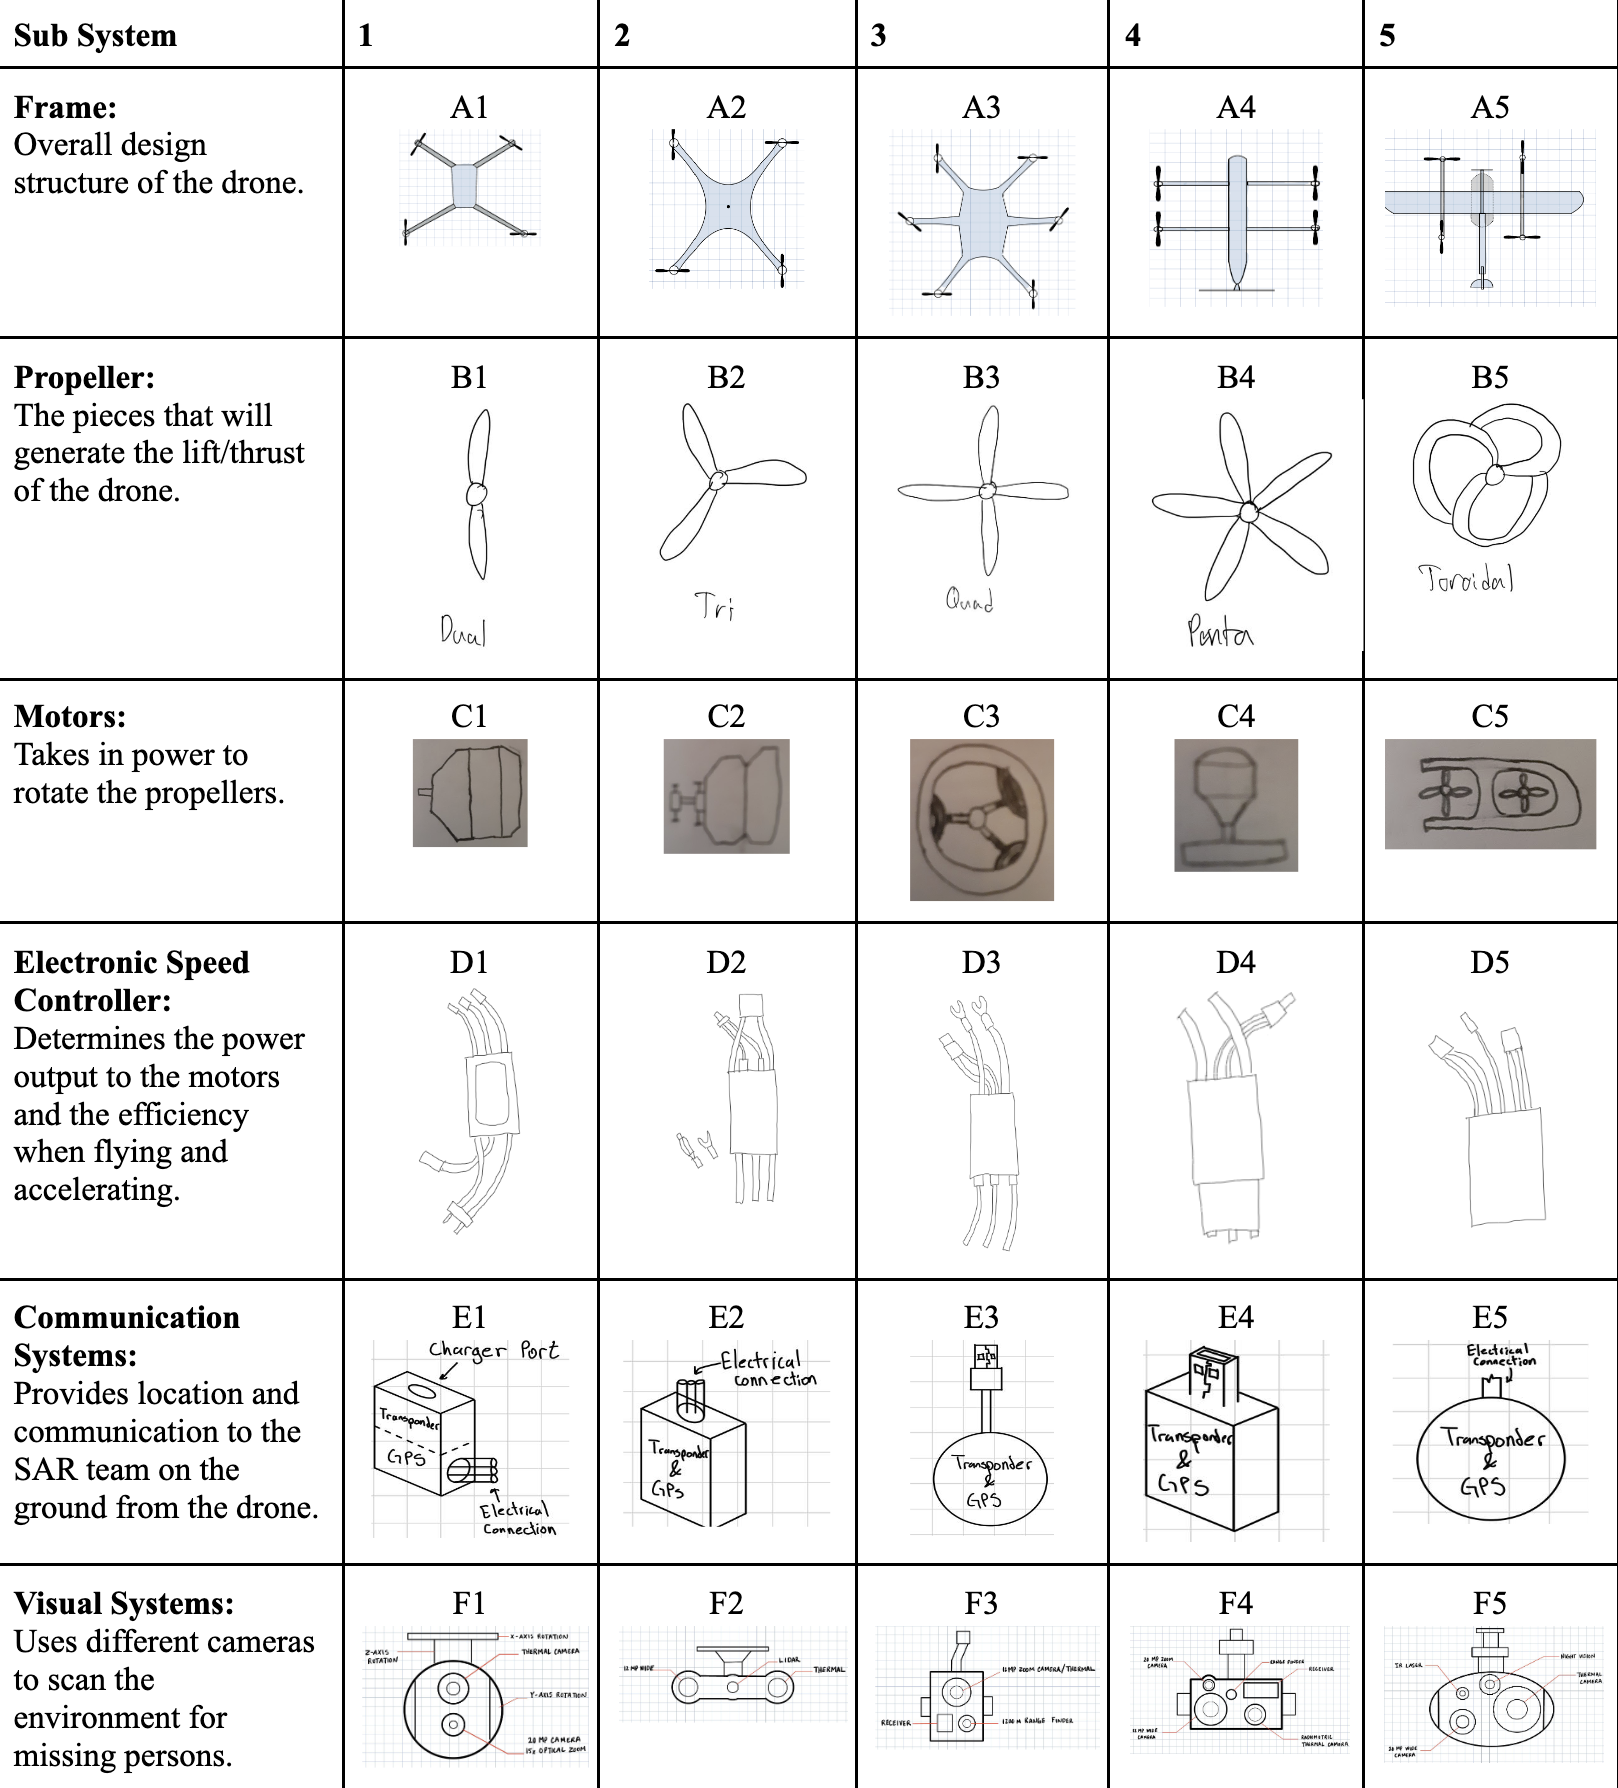 Sub System 1 2 3 4 5
Frame:
Overall design
structure of the drone.
A1 A2 A3 A4 A5
Propeller:
The pieces that will
generate the lift/thrust
of the drone.
B1 B2 B3 B4 B5
Dual Tri Quad Penta Toroidal
Motors:
Takes in power to
rotate the propellers.
C1 C2 C3 C4 C5
Electronic Speed
Controller:
Determines the power
output to the motors
and the efficiency
when flying and
accelerating.
D1 D2 D3 D4 D5
Communication
Systems:
Provides location and
communication to the
SAR team on the
ground from the drone.
E1
Charger Port
Transponder
GPS
Electrical
Connection
E2
Electrical
connection
Transponder
&
GPS
E3
Transponder
&
GPS
E4
Transponder
&
GPS
E5
Electrical
Connection
Transponder
&
GPS
Visual Systems:
Uses different cameras
to scan the
environment for
missing persons.
F1
X-AXIS ROTATION
Z-AXIS
ROTATION
THERMAL CAMERA
Y-AXIS ROTATION
20 MP CAMERA
15x OPTICAL ZOOM
F2
12 MP WIDE
LIDAR
THERMAL
F3
12MP ZOOM CAMERA/THERMAL
RECEIVER
1200 M RANGE FINDER
F4
20 MP ZOOM
CAMERA
RANGE FINDER
RECEIVER
12 MP WIDE
CAMERA
RADIOMETRIC
THERMAL CAMERA
F5
IR LASER
NIGHT VISION
THERMAL
CAMERA
20 MP WIDE
CAMERA